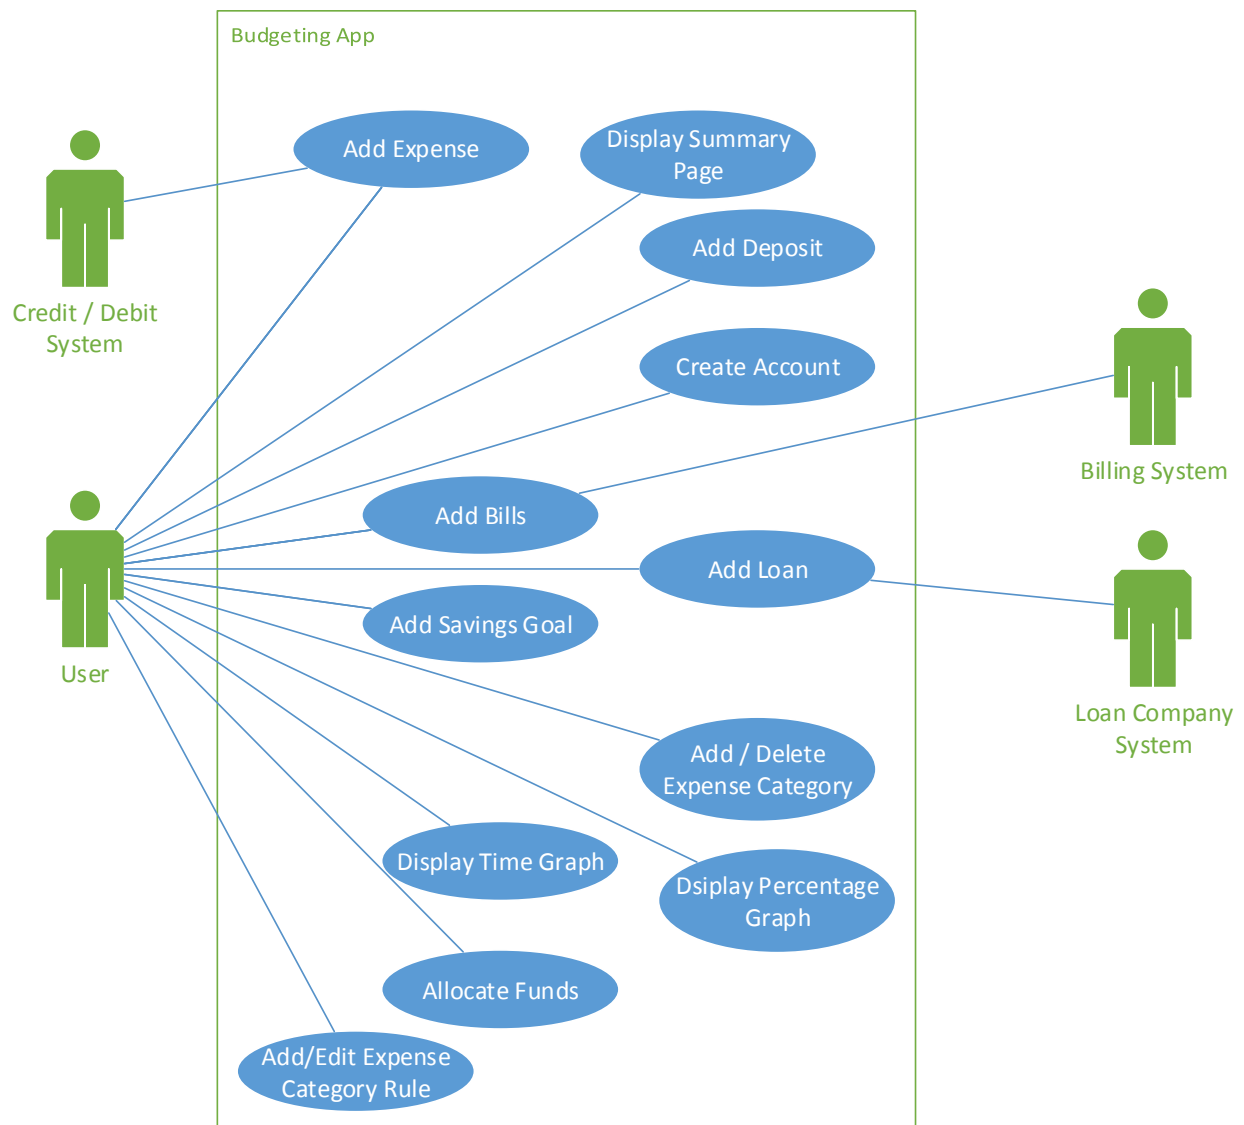 Budgeting App
Add Expense
Display Summary
Page
Add Deposit
Credit / Debit
System
Create Account
Billing System
Add Bills
Add Loan
Add Savings Goal
User
Loan Company
System
Add / Delete
Expense Category
Display Time Graph
Dsiplay Percentage
Graph
Allocate Funds
Add/Edit Expense
Category Rule